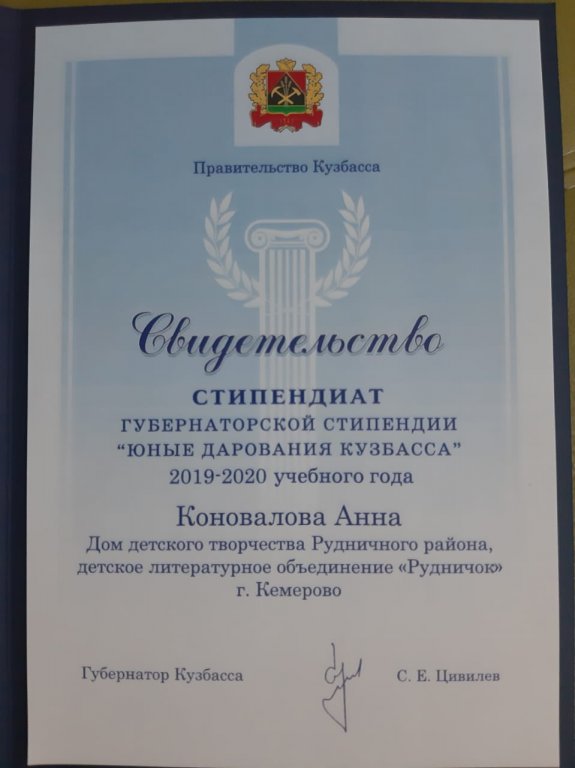 Правительство Кузбасса
Свидетельство
СТИПЕНДИАТ
ГУБЕРНАТОРСКОЙ СТИПЕНДИИ
“ЮНЫЕ ДАРОВАНИЯ КУЗБАССА”
2019-2020 учебного года
Коновалова Анна
Дом детского творчества Рудничного района,
детское литературное объединение «Рудничок»
г. Кемерово
Губернатор Кузбасса С. Е. Цивилев